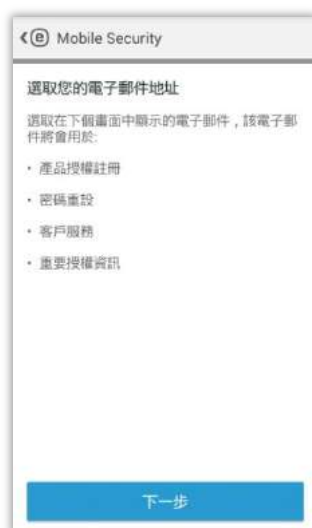 Mobile Security
選取您的電子郵件地址
選取在下個畫面中顯示的電子郵件，該電子郵
件將會用於:
• 產品授權註冊
• 密碼重設
• 客戶服務
• 重要授權資訊
下一步